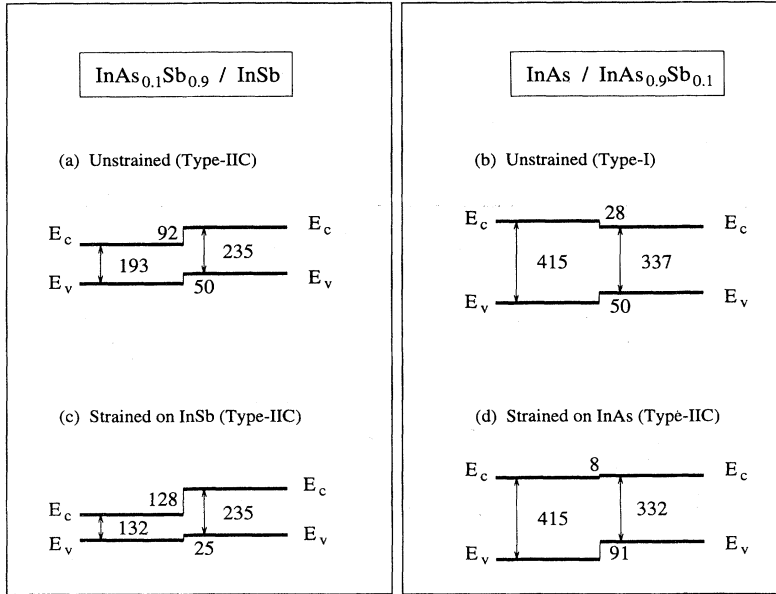 InAs0.1Sb0.9 / InSb
(a) Unstrained (Type-IIC)
Ec 92 Ec
193 235
Ev 50 Ev
(c) Strained on InSb (Type-IIC)
128 Ec
Ec 235
132
Ev 25 Ev
InAs / InAs0.9Sb0.1
(b) Unstrained (Type-I)
Ec 28 Ec
415 337
Ev 50 Ev
(d) Strained on InAs (Type-IIC)
Ec 8 Ec
415 332
Ev 91 Ev